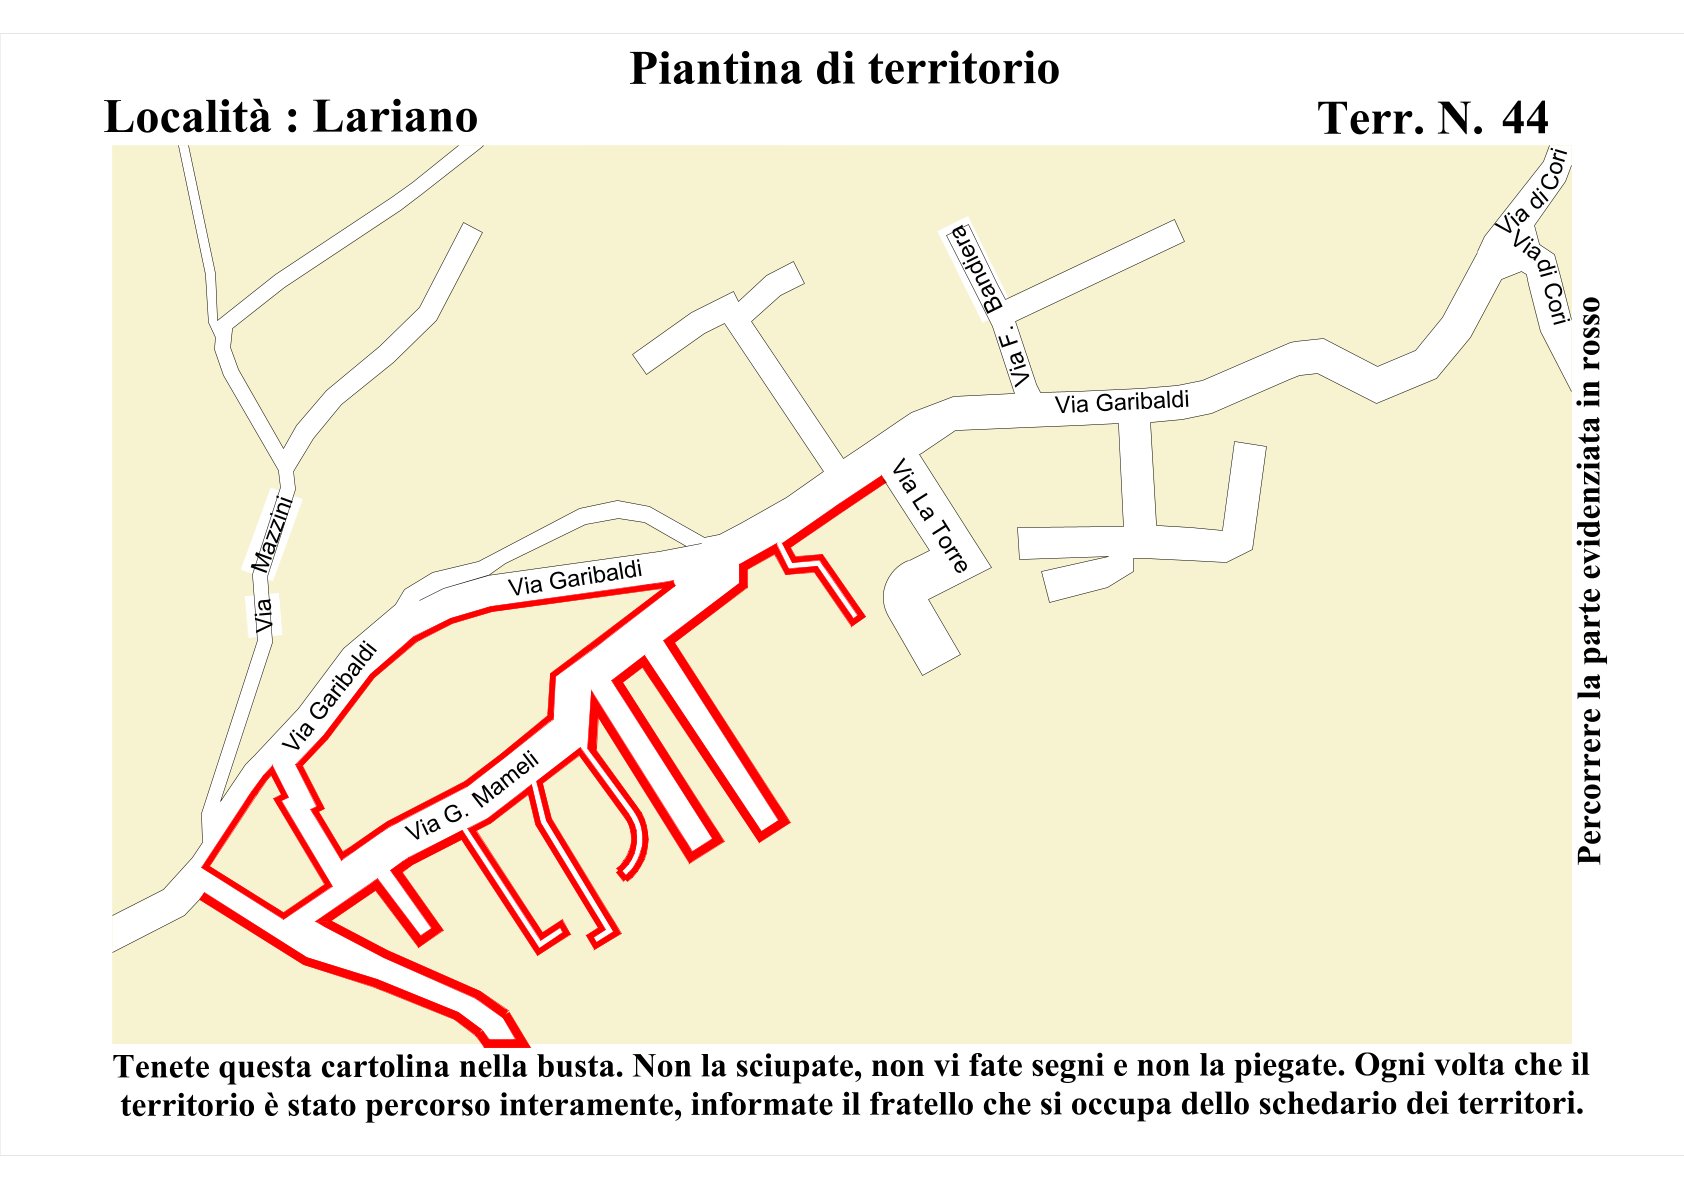 Piantina di territorio
Località : Lariano
Terr. N. 44
Via di Cori
Via di Cori
Via F. Bandiera
Via Garibaldi
Via La Torre
Via Mazzini
Via Garibaldi
Via Garibaldi
Via G. Mameli
Percorrere la parte evidenziata in rosso
Tenete questa cartolina nella busta. Non la sciupate, non vi fate segni e non la piegate. Ogni volta che il
territorio è stato percorso interamente, informate il fratello che si occupa dello schedario dei territori.